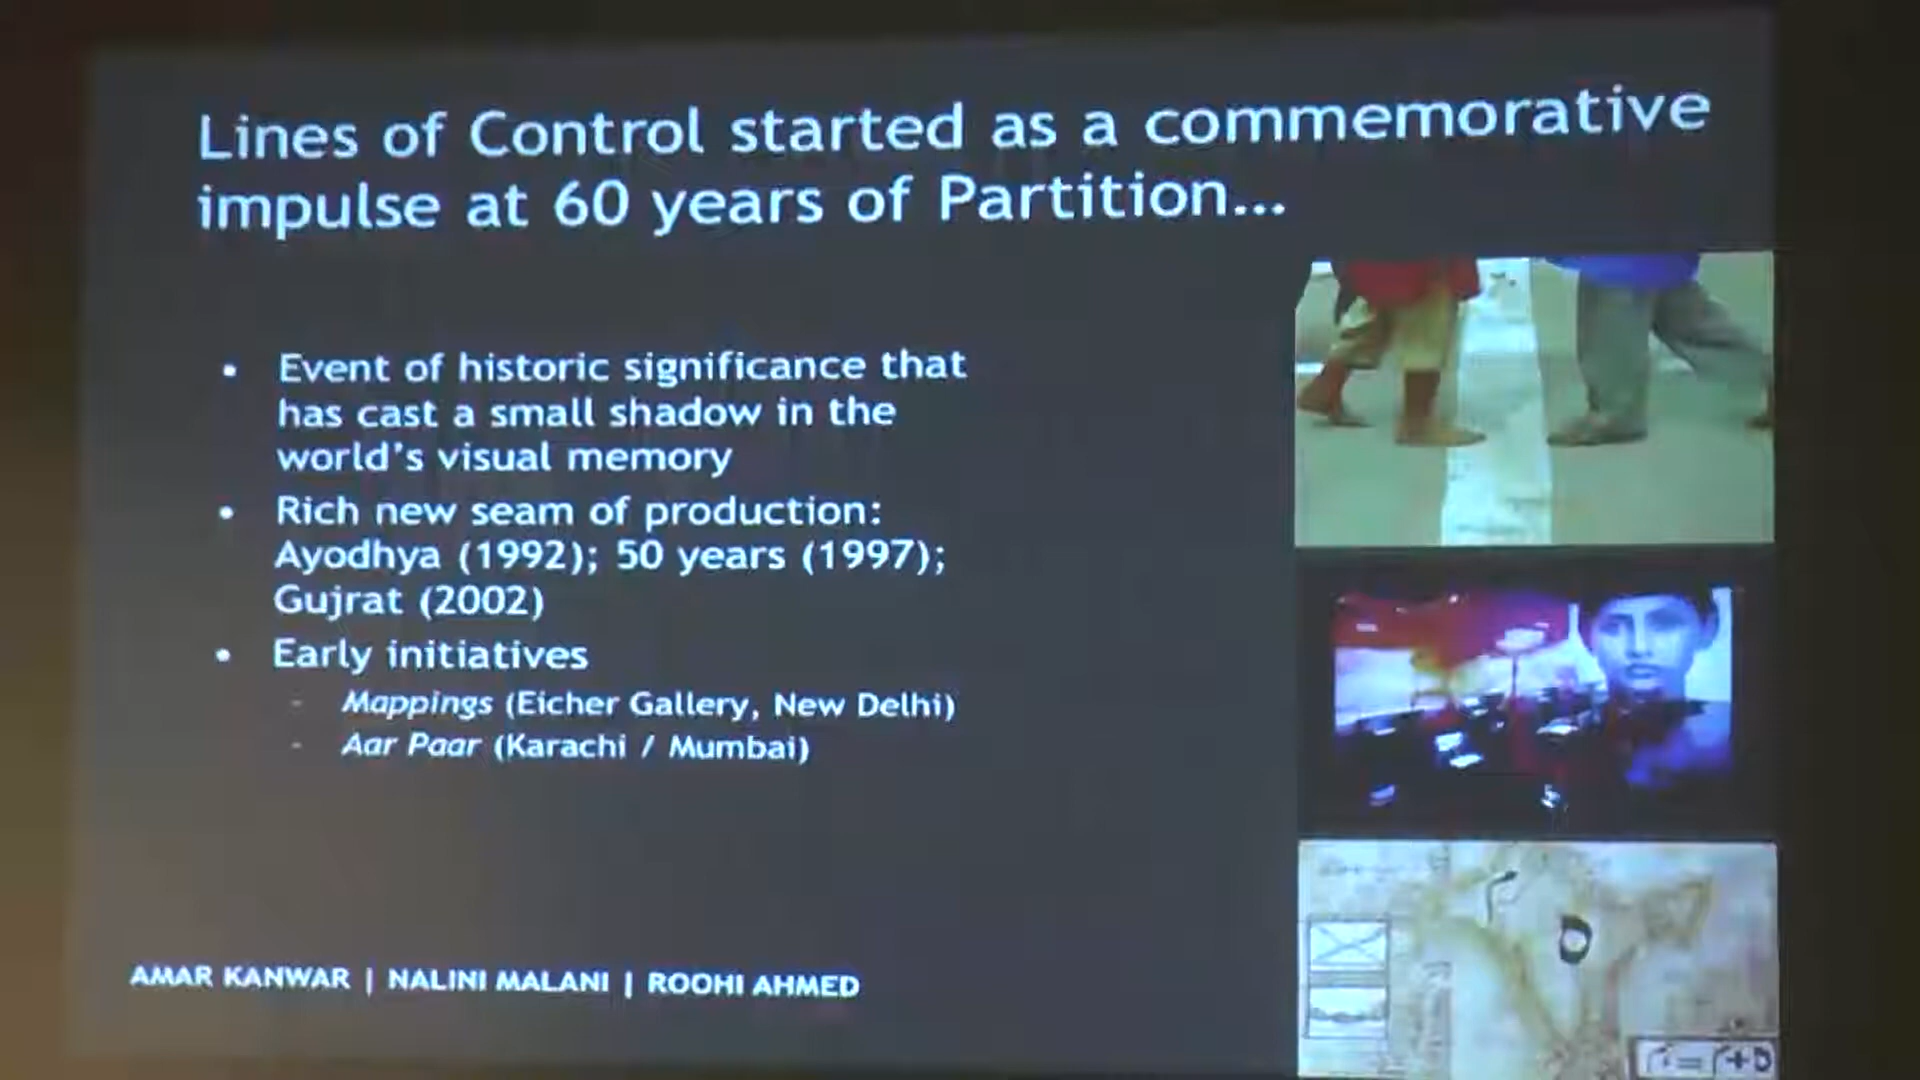 Lines of Control started as a commemorative
impulse at 60 years of Partition...
• Event of historic significance that
has cast a small shadow in the
world's visual memory
• Rich new seam of production:
Ayodhya (1992); 50 years (1997);
Gujrat (2002)
• Early initiatives
- Mappings (Eicher Gallery, New Delhi)
- Aar Paar (Karachi / Mumbai)
AMAR KANWAR | NALINI MALANI | ROOHI AHMED